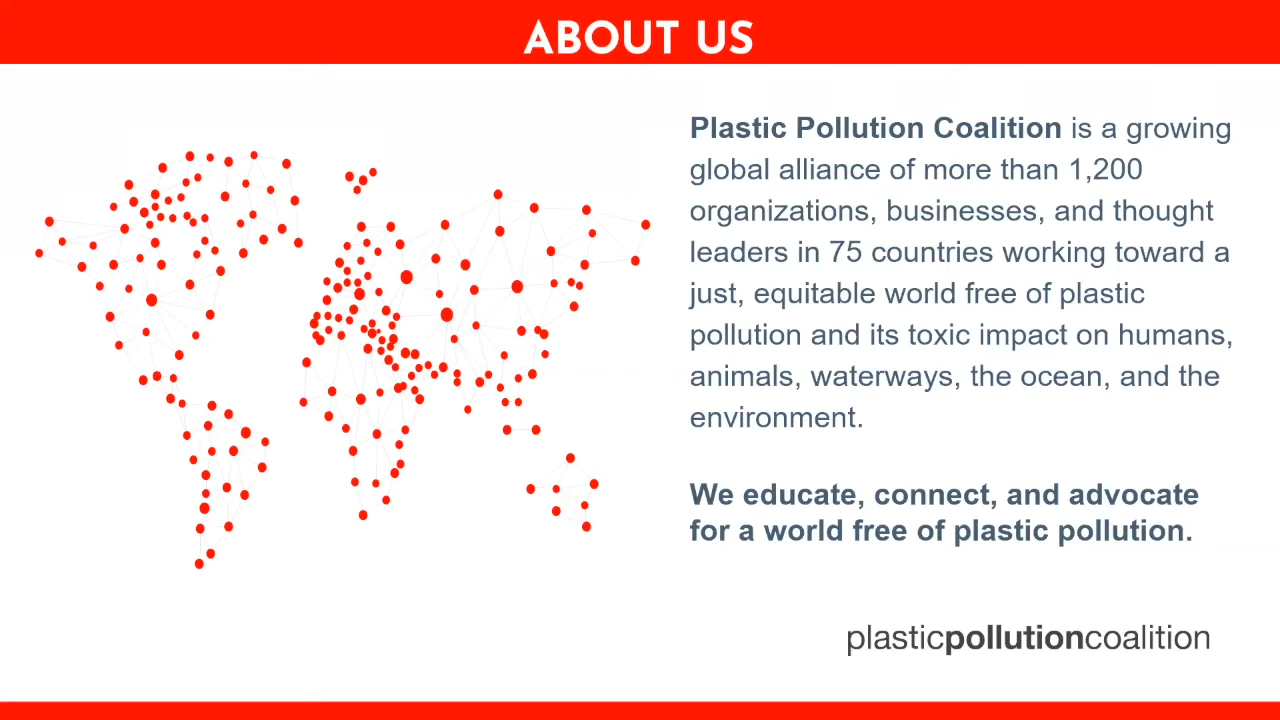 ABOUT US
Plastic Pollution Coalition is a growing
global alliance of more than 1,200
organizations, businesses, and thought
leaders in 75 countries working toward a
just, equitable world free of plastic
pollution and its toxic impact on humans,
animals, waterways, the ocean, and the
environment.
We educate, connect, and advocate
for a world free of plastic pollution.
plasticpollutioncoalition